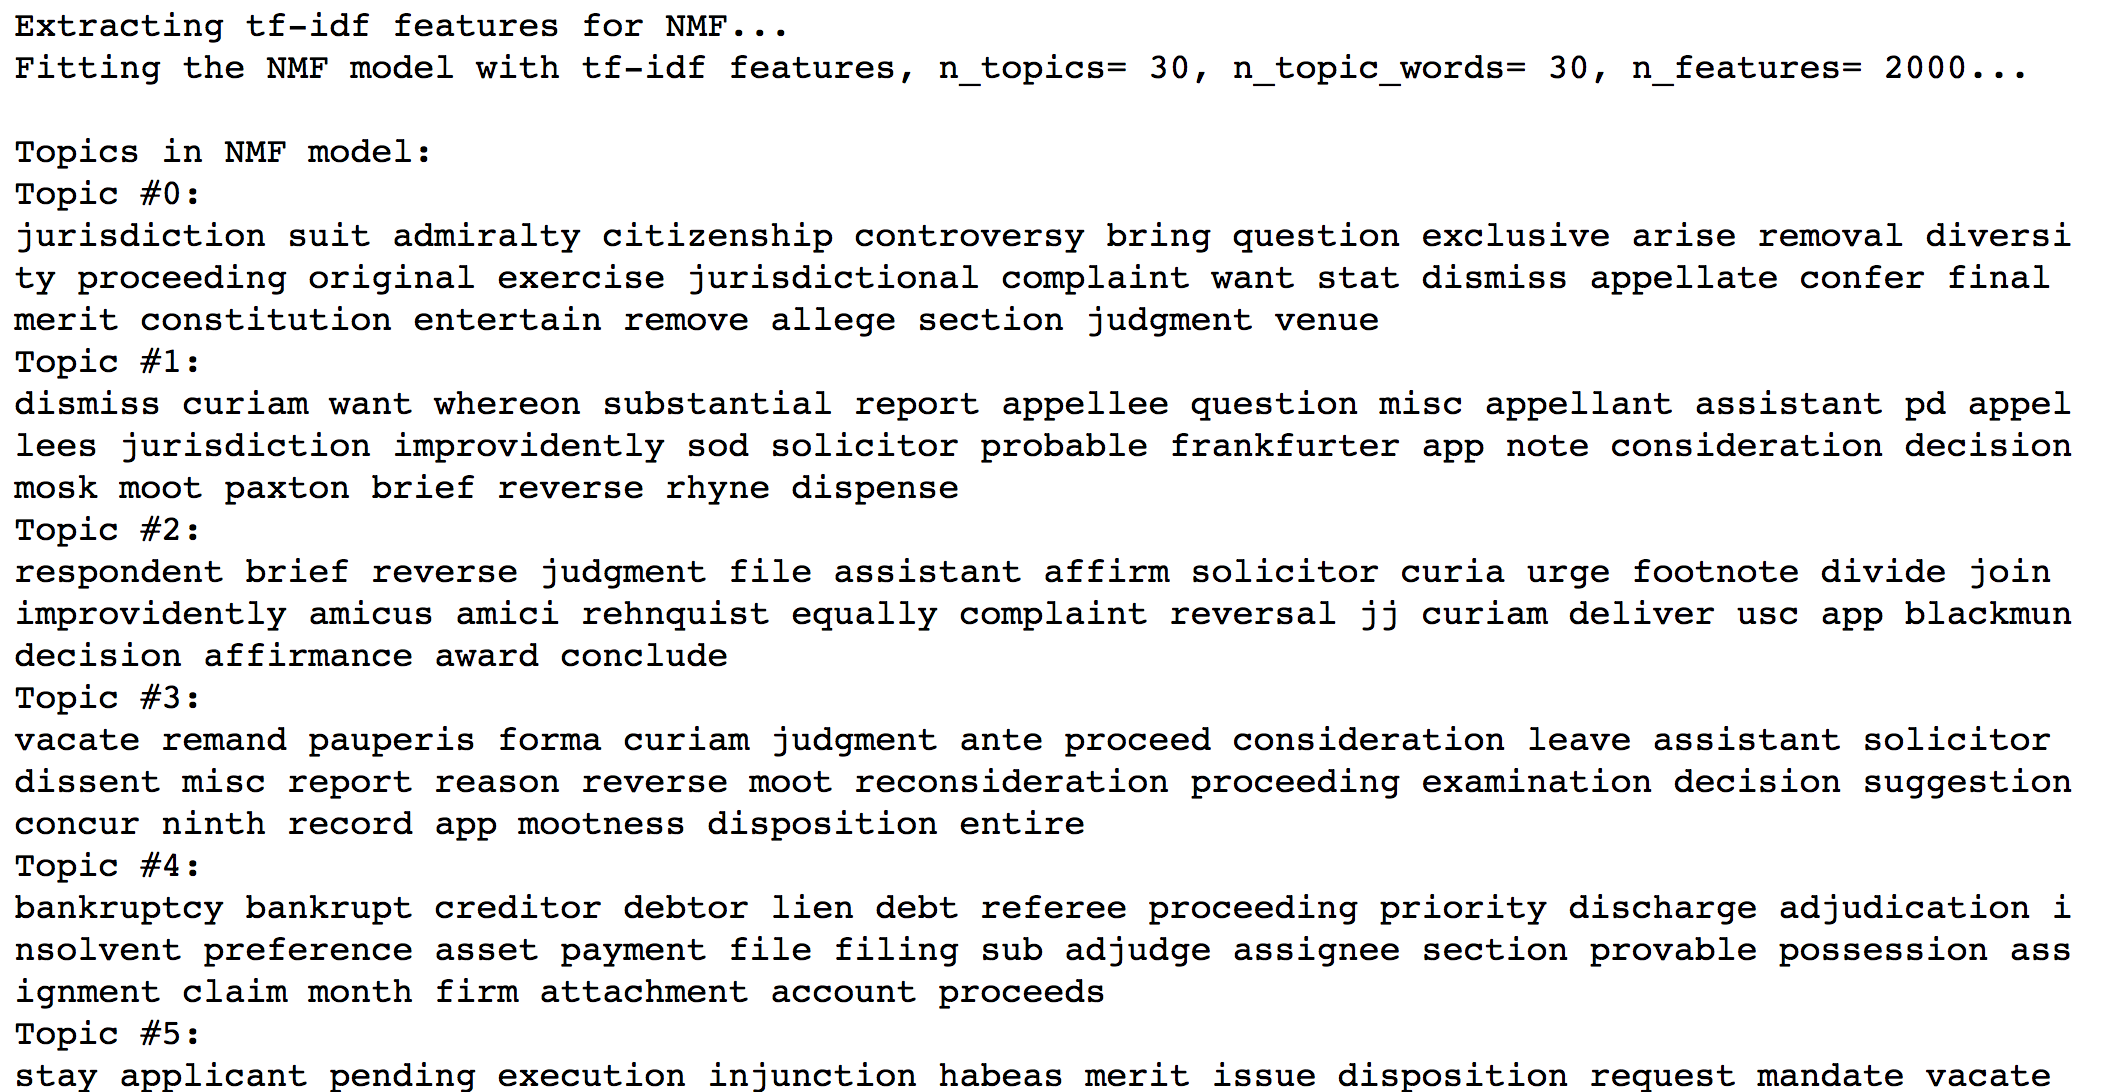 Extracting tf-idf features for NMF...
Fitting the NMF model with tf-idf features, n_topics= 30, n_topic_words= 30, n_features= 2000...
Topics in NMF model:
Topic #0:
jurisdiction suit admiralty citizenship controversy bring question exclusive arise removal diversi
ty proceeding original exercise jurisdictional complaint want stat dismiss appellate confer final
merit constitution entertain remove allege section judgment venue
Topic #1:
dismiss curiam want whereon substantial report appellee question misc appellant assistant pd appel
lees jurisdiction improvidently sod solicitor probable frankfurter app note consideration decision
mosk moot paxton brief reverse rhyne dispense
Topic #2:
respondent brief reverse judgment file assistant affirm solicitor curia urge footnote divide join
improvidently amicus amici rehnquist equally complaint reversal jj curiam deliver usc app blackmun
decision affirmance award conclude
Topic #3:
vacate remand pauperis forma curiam judgment ante proceed consideration leave assistant solicitor
dissent misc report reason reverse moot reconsideration proceeding examination decision suggestion
concur ninth record app mootness disposition entire
Topic #4:
bankruptcy bankrupt creditor debtor lien debt referee proceeding priority discharge adjudication i
nsolvent preference asset payment file filing sub adjudge assignee section provable possession ass
ignment claim month firm attachment account proceeds
Topic #5:
stay applicant pending execution injunction habeas merit issue disposition request mandate vacate